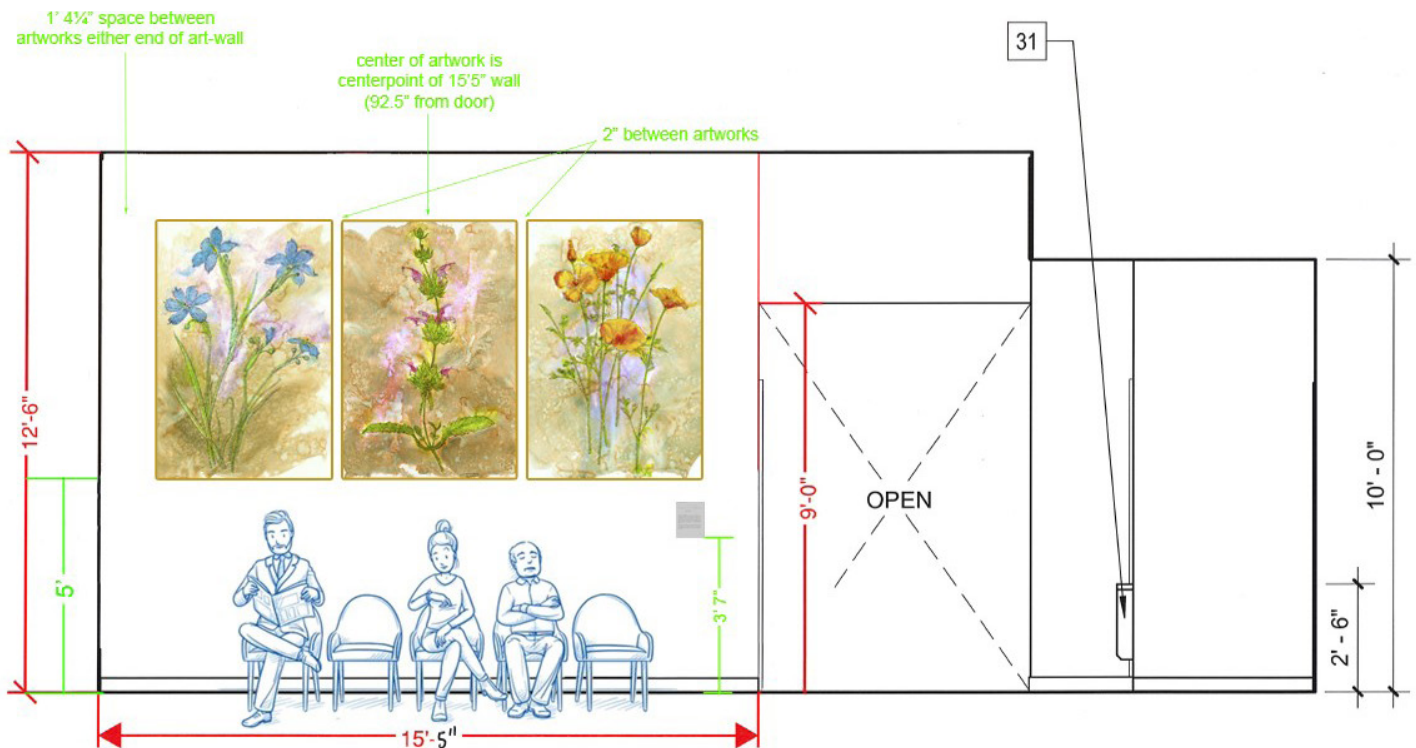 1' 4¼" space between
artworks either end of art-wall
center of artwork is
centerpoint of 15'5" wall
(92.5" from door)
2" between artworks
31
12'-6"
5'
3' 7"
9'-0"
OPEN
10' - 0"
2' - 6"
15'-5"